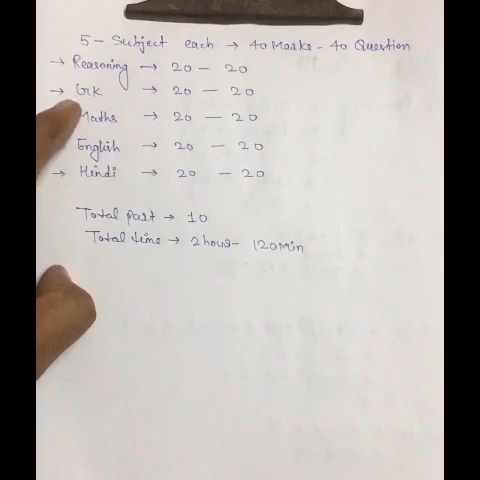 5 - Subject each → 40 Marks - 40 Question
→ Reasoning → 20 - 20
→ GK → 20 - 20
Maths → 20 - 20
English → 20 - 20
→ Hindi → 20 - 20
Total part → 10
Total time → 2 hour - 120 Min